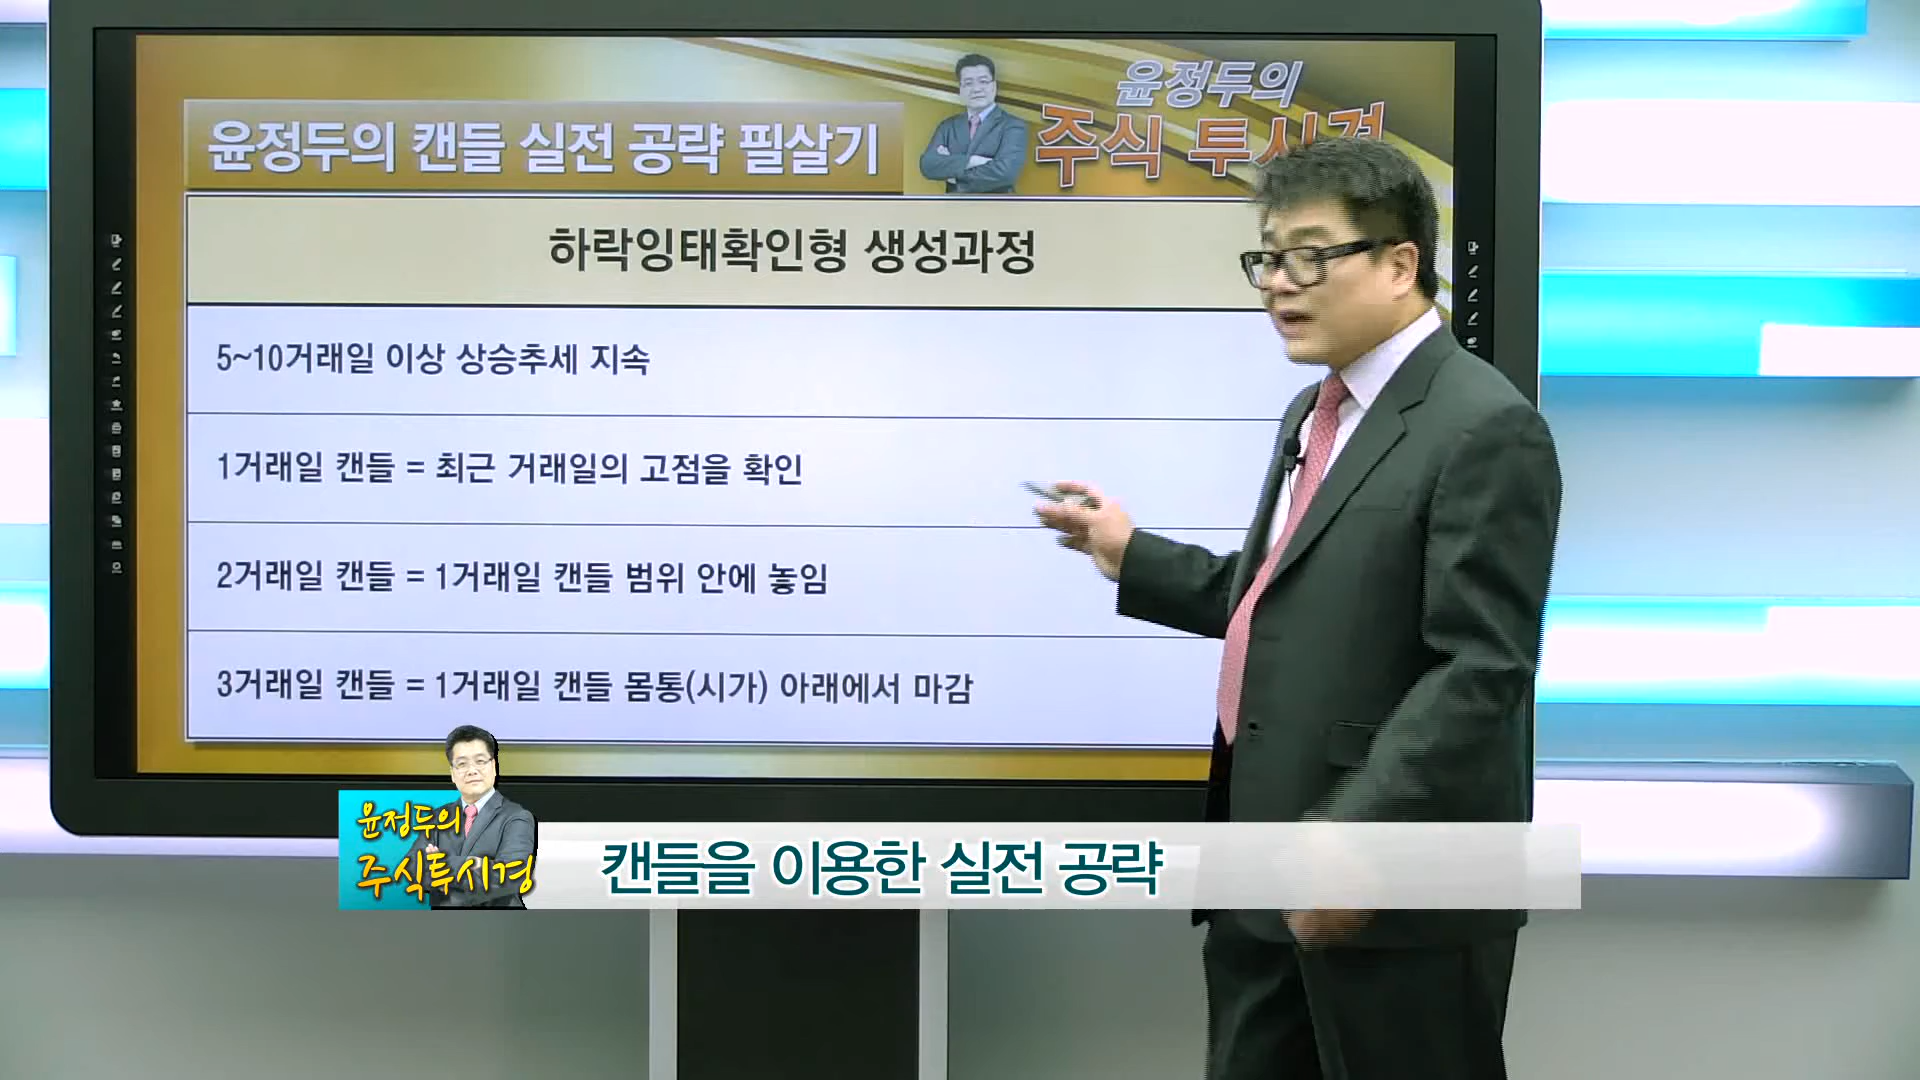 윤정두의
주식 투시경
윤정두의 캔들 실전 공략 필살기
하락잉태확인형 생성과정
5~10거래일 이상 상승추세 지속
1거래일 캔들 = 최근 거래일의 고점을 확인
2거래일 캔들 = 1거래일 캔들 범위 안에 놓임
3거래일 캔들 = 1거래일 캔들 몸통(시가) 아래에서 마감
윤정두의
주식투시경
캔들을 이용한 실전 공략